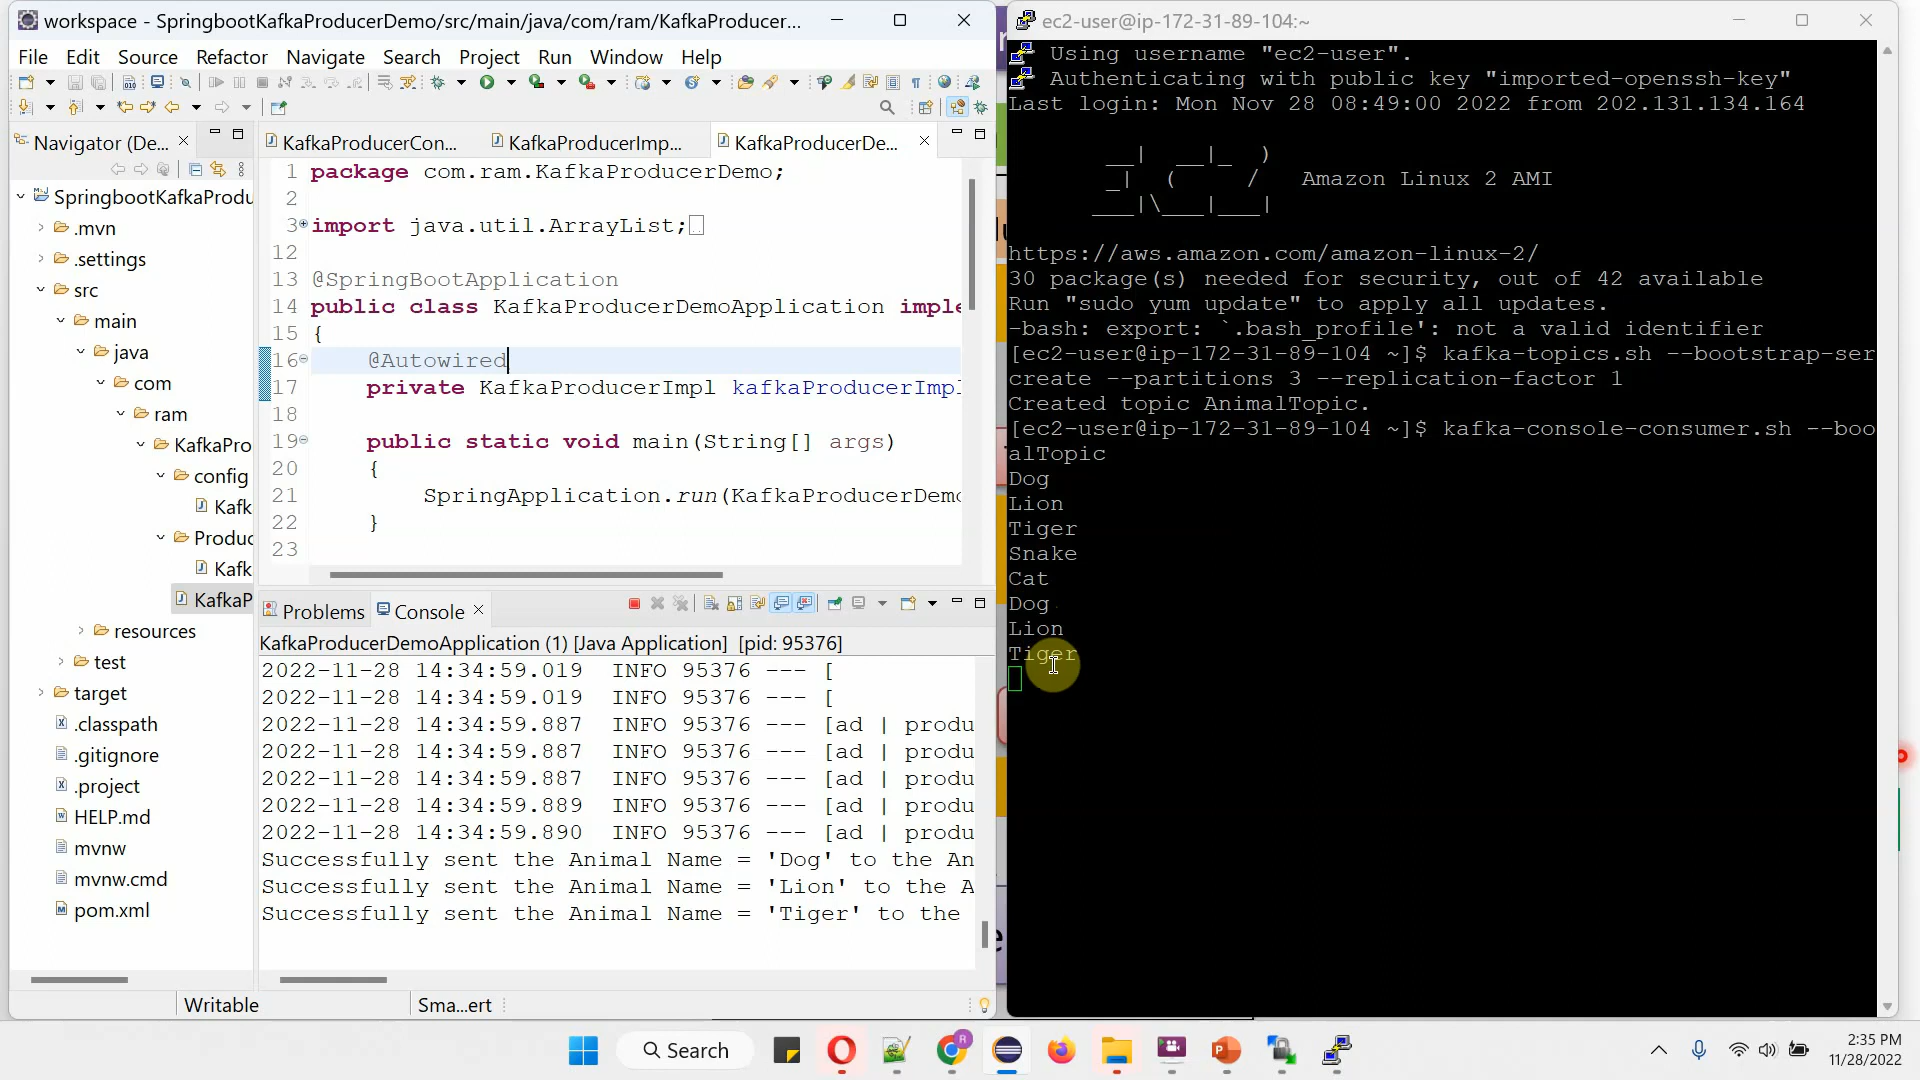 workspace - SpringbootKafkaProducerDemo/src/main/java/com/ram/KafkaProducer...
File Edit Source Refactor Navigate Search Project Run Window Help
Navigator (De...
SpringbootKafkaProdu
.mvn
.settings
src
main
java
com
ram
KafkaPro
config
Kafk
Produc
Kafk
KafkaP
resources
test
target
.classpath
.gitignore
.project
HELP.md
mvnw
mvnw.cmd
pom.xml
KafkaProducerCon...
KafkaProducerImp...
KafkaProducerDe...
1 package com.ram.KafkaProducerDemo;
2
3 import java.util.ArrayList;
12
13 @SpringBootApplication
14 public class KafkaProducerDemoApplication imple
15 {
16 @Autowired
17 private KafkaProducerImpl kafkaProducerImpl
18
19 public static void main(String[] args)
20 {
21 SpringApplication.run(KafkaProducerDemo
22 }
23
Problems Console
KafkaProducerDemoApplication (1) [Java Application] [pid: 95376]
2022-11-28 14:34:59.019 INFO 95376 --- [
2022-11-28 14:34:59.019 INFO 95376 --- [
2022-11-28 14:34:59.887 INFO 95376 --- [ad | produ
2022-11-28 14:34:59.887 INFO 95376 --- [ad | produ
2022-11-28 14:34:59.887 INFO 95376 --- [ad | produ
2022-11-28 14:34:59.889 INFO 95376 --- [ad | produ
2022-11-28 14:34:59.890 INFO 95376 --- [ad | produ
Successfully sent the Animal Name = 'Dog' to the An
Successfully sent the Animal Name = 'Lion' to the A
Successfully sent the Animal Name = 'Tiger' to the
Writable
Sma...ert
ec2-user@ip-172-31-89-104:~
Using username "ec2-user".
Authenticating with public key "imported-openssh-key"
Last login: Mon Nov 28 08:49:00 2022 from 202.131.134.164
__| __|_ )
_| ( / Amazon Linux 2 AMI
___|\___|___|
https://aws.amazon.com/amazon-linux-2/
30 package(s) needed for security, out of 42 available
Run "sudo yum update" to apply all updates.
-bash: export: `.bash_profile': not a valid identifier
[ec2-user@ip-172-31-89-104 ~]$ kafka-topics.sh --bootstrap-ser
create --partitions 3 --replication-factor 1
Created topic AnimalTopic.
[ec2-user@ip-172-31-89-104 ~]$ kafka-console-consumer.sh --boo
alTopic
Dog
Lion
Tiger
Snake
Cat
Dog
Lion
Tiger
Search
2:35 PM
11/28/2022